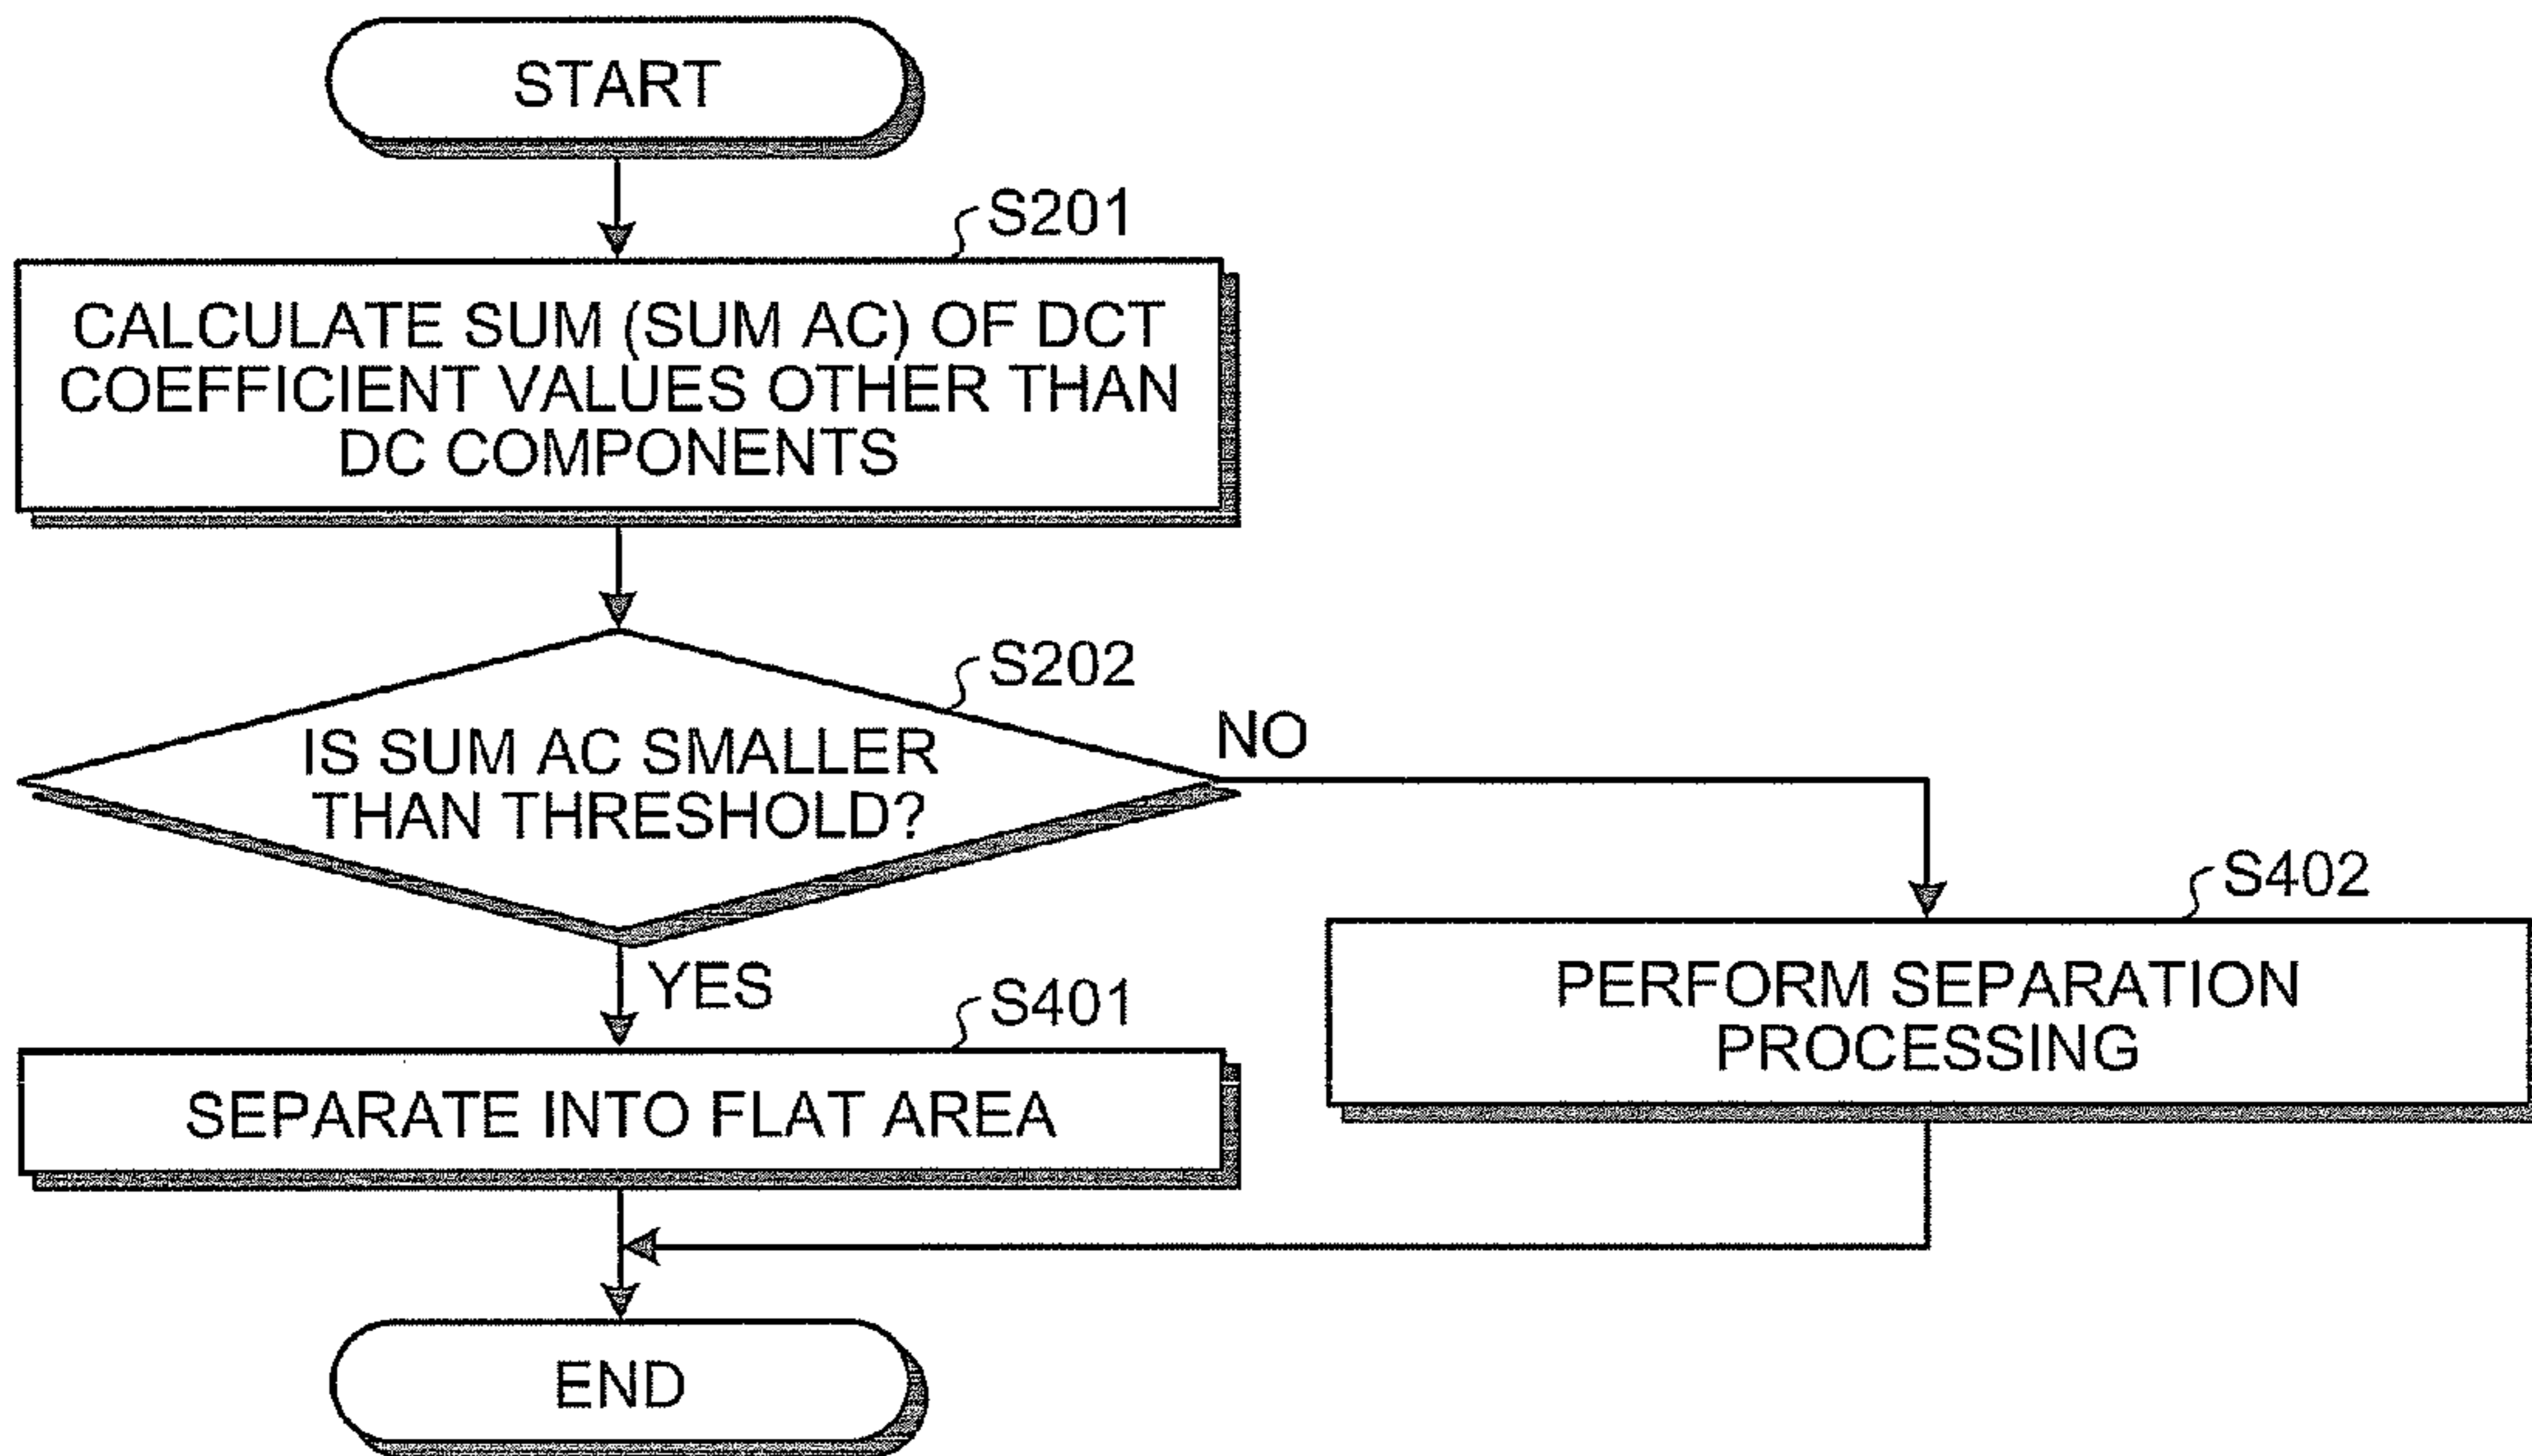 START
S201
CALCULATE SUM (SUM AC) OF DCT
COEFFICIENT VALUES OTHER THAN
DC COMPONENTS
S202
IS SUM AC SMALLER
THAN THRESHOLD?
NO
YES
S401
SEPARATE INTO FLAT AREA
S402
PERFORM SEPARATION
PROCESSING
END